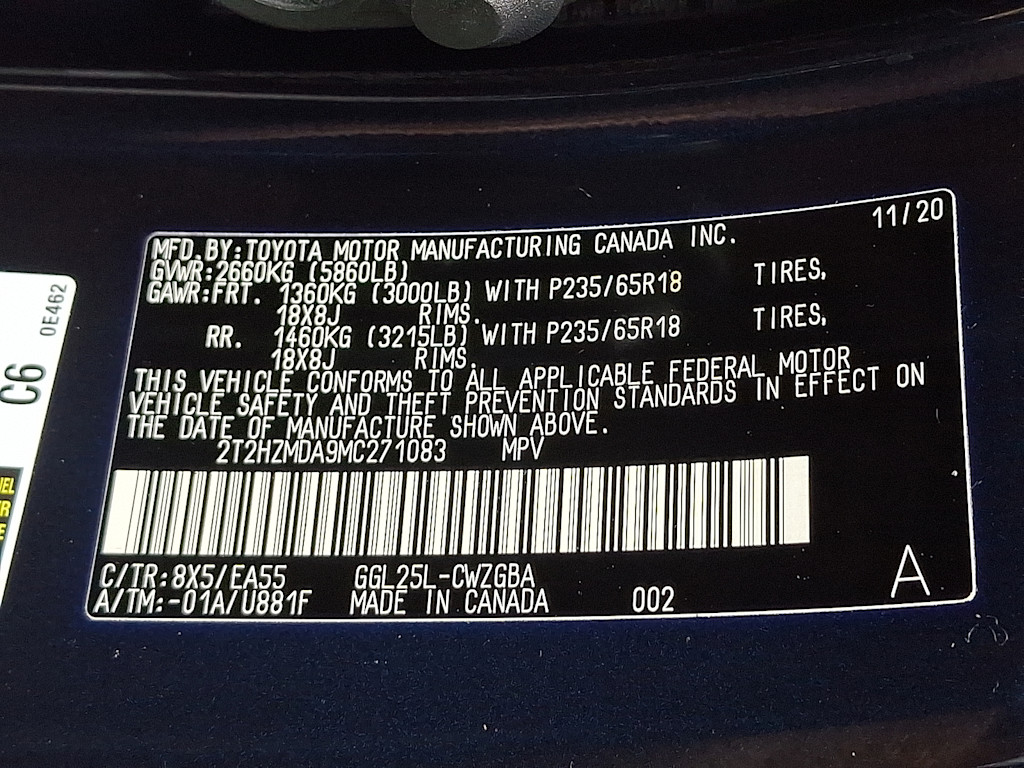 11/20
MFD.BY:TOYOTA MOTOR MANUFACTURING CANADA INC.
GVWR:2660KG (5860LB)
GAWR:FRT. 1360KG (3000LB) WITH P235/65R18 TIRES,
18X8J RIMS.
RR. 1460KG (3215LB) WITH P235/65R18 TIRES,
18X8J RIMS.
THIS VEHICLE CONFORMS TO ALL APPLICABLE FEDERAL MOTOR
VEHICLE SAFETY AND THEFT PREVENTION STANDARDS IN EFFECT ON
THE DATE OF MANUFACTURE SHOWN ABOVE.
2T2HZMDA9MC271083 MPV
C/TR:8X5/EA55 GGL25L-CWZGBA
A/TM:-01A/U881F MADE IN CANADA 002
A
C6
0E462